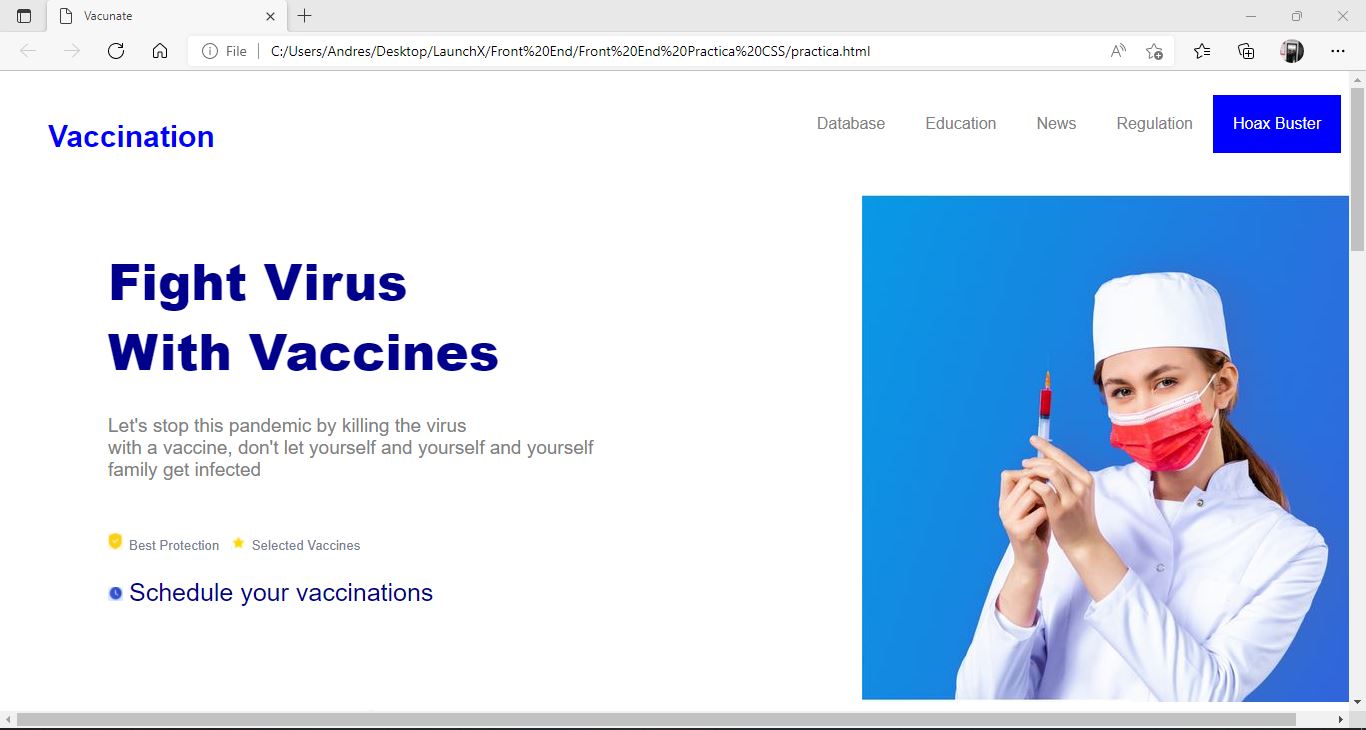 Vacunate
File
C:/Users/Andres/Desktop/LaunchX/Front%20End/Front%20End%20Practica%20CSS/practica.html
Vaccination
Database Education News Regulation Hoax Buster
Fight Virus
With Vaccines
Let's stop this pandemic by killing the virus
with a vaccine, don't let yourself and yourself and yourself
family get infected
Best Protection Selected Vaccines
Schedule your vaccinations